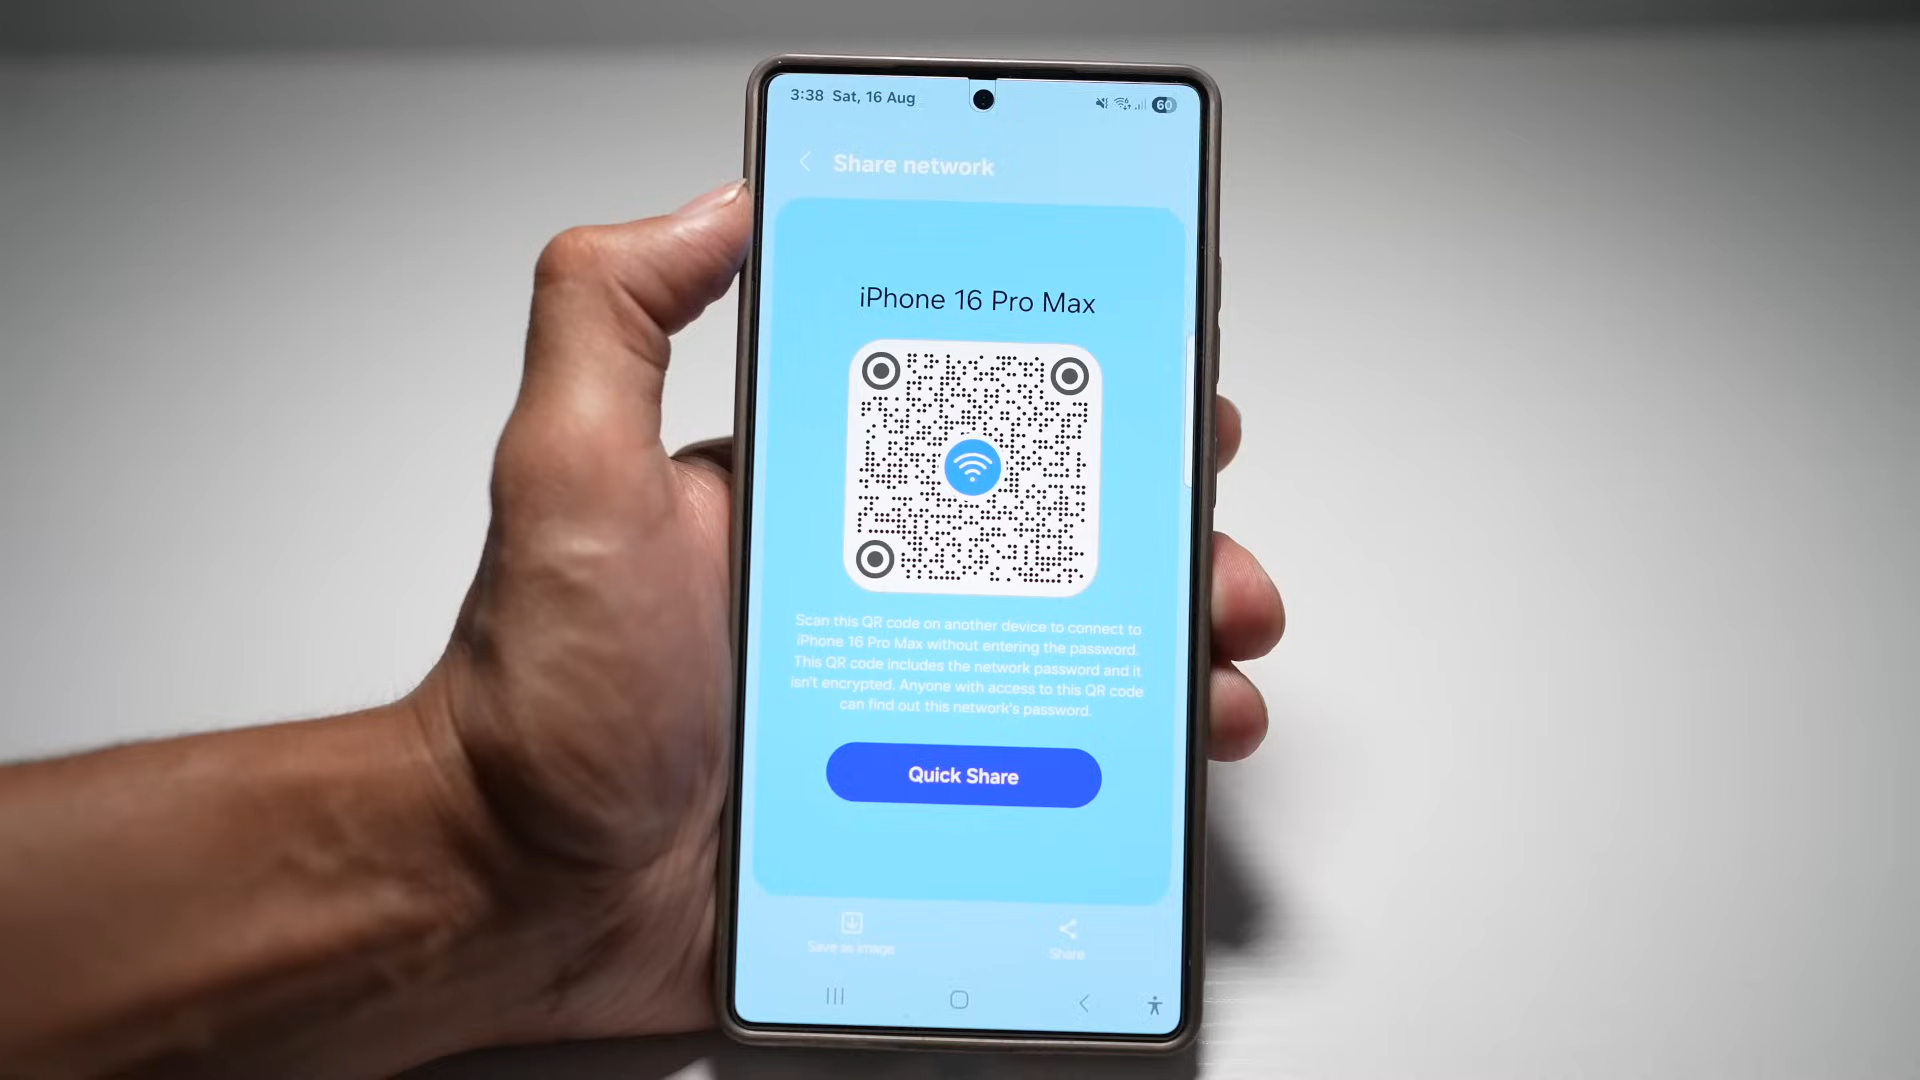 3:38 Sat, 16 Aug
60
Share network
iPhone 16 Pro Max
Scan this QR code on another device to connect to
iPhone 16 Pro Max without entering the password.
This QR code includes the network password and it
isn't encrypted. Anyone with access to this QR code
can find out this network's password.
Quick Share
Save as image
Share